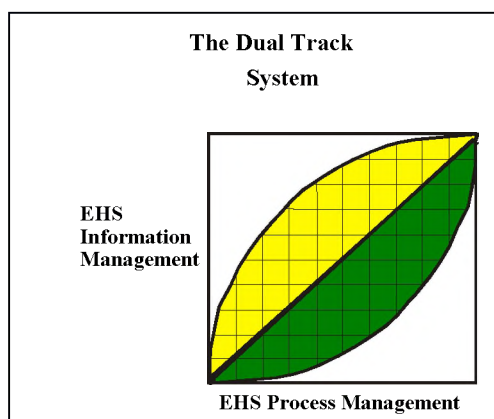 The Dual Track
System
EHS
Information
Management
EHS Process Management